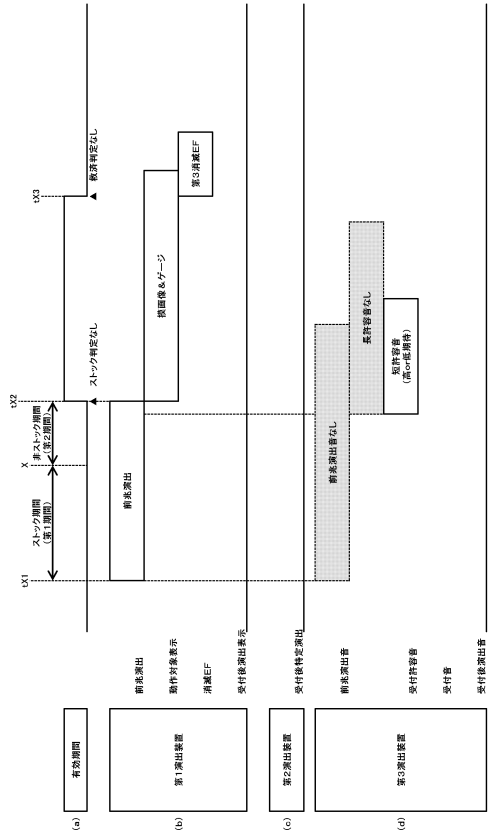 tX1
X
tX2
tX3
ストック期間
(第1期間)
非ストック期間
(第2期間)
(a)
有効期間
ストック判定なし
救済判定なし
(b)
第1演出装置
前兆演出
動作対象表示
消滅EF
受付後演出表示
前兆演出
操画像&ゲージ
第3消滅EF
(c)
第2演出装置
受付後特定演出
(d)
第3演出装置
前兆演出音
受付許容音
受付音
受付後演出音
前兆演出音なし
長許容音なし
短許容音
(高or低期待)